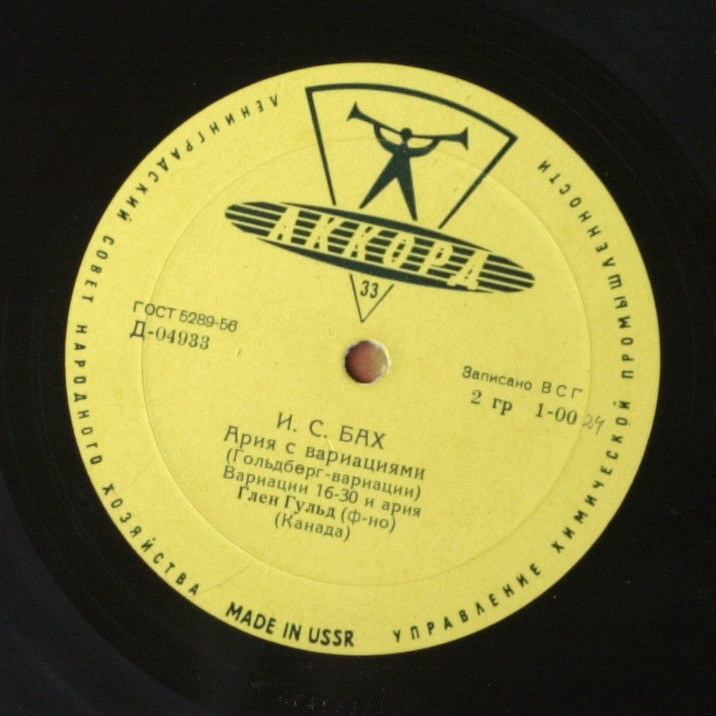 ЛЕНИНГРАДСКИЙ СОВЕТ НАРОДНОГО ХОЗЯЙСТВА
УПРАВЛЕНИЕ ХИМИЧЕСКОЙ ПРОМЫШЛЕННОСТИ
АККОРД
33
ГОСТ 5289-56
Д-04933
Записано ВСГ
2 гр 1-00 24
И. С. БАХ
Ария с вариациями
(Гольдберг-вариации)
Вариации 16-30 и ария
Глен Гульд (ф-но)
(Канада)
MADE IN USSR